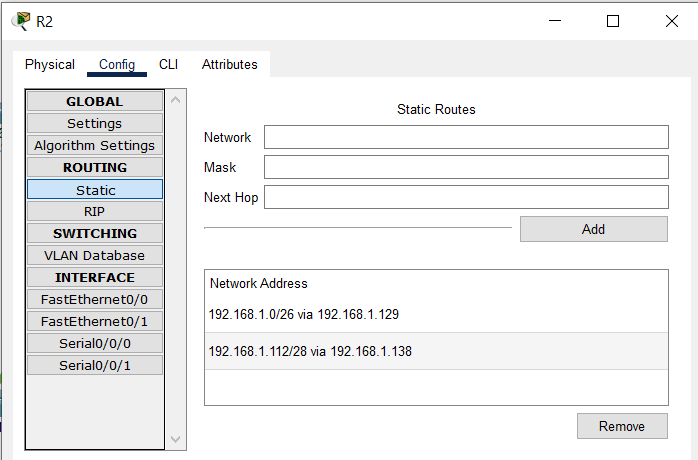 R2
Physical Config CLI Attributes
GLOBAL
Settings
Algorithm Settings
ROUTING
Static
RIP
SWITCHING
VLAN Database
INTERFACE
FastEthernet0/0
FastEthernet0/1
Serial0/0/0
Serial0/0/1
Static Routes
Network
Mask
Next Hop
Add
Network Address
192.168.1.0/26 via 192.168.1.129
192.168.1.112/28 via 192.168.1.138
Remove